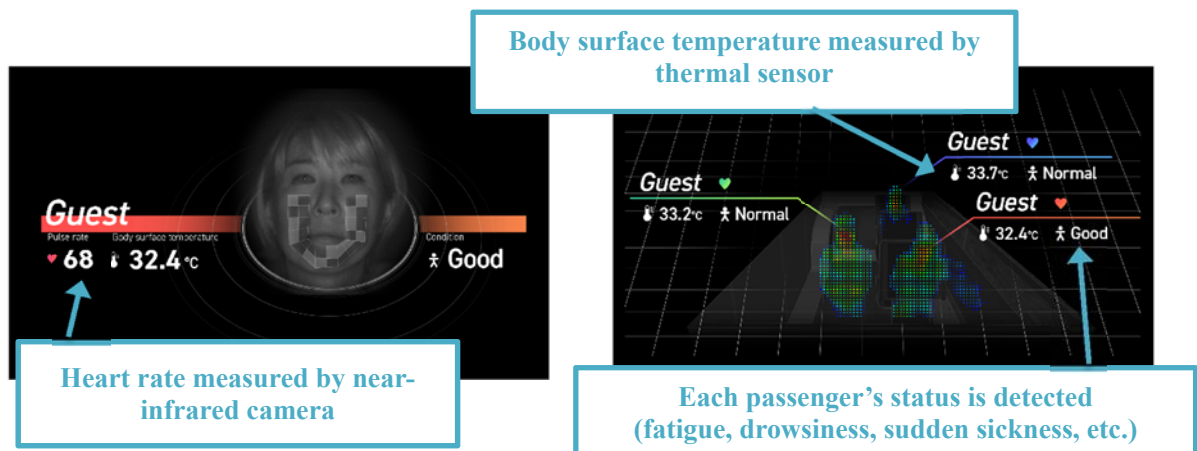 Body surface temperature measured by
thermal sensor
Guest
Pulse rate
Body surface temperature
68
32.4 °C
Condition
Good
Heart rate measured by near-
infrared camera
Guest
33.2°C Normal
Guest
33.7°C Normal
Guest
32.4°C Good
Each passenger’s status is detected
(fatigue, drowsiness, sudden sickness, etc.)